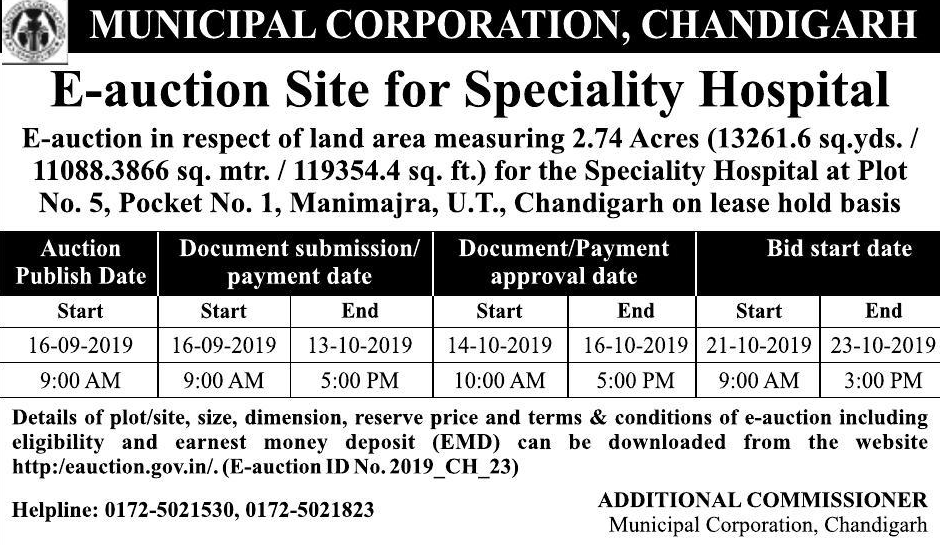 MUNICIPAL CORPORATION, CHANDIGARH
E-auction Site for Speciality Hospital
E-auction in respect of land area measuring 2.74 Acres (13261.6 sq.yds. /
11088.3866 sq. mtr. / 119354.4 sq. ft.) for the Speciality Hospital at Plot
No. 5, Pocket No. 1, Manimajra, U.T., Chandigarh on lease hold basis
Auction Document submission/ Document/Payment Bid start date
Publish Date payment date approval date
Start Start End Start End Start End
16-09-2019 16-09-2019 13-10-2019 14-10-2019 16-10-2019 21-10-2019 23-10-2019
9:00 AM 9:00 AM 5:00 PM 10:00 AM 5:00 PM 9:00 AM 3:00 PM
Details of plot/site, size, dimension, reserve price and terms & conditions of e-auction including
eligibility and earnest money deposit (EMD) can be downloaded from the website
http:/eauction.gov.in/. (E-auction ID No. 2019_CH_23)
Helpline: 0172-5021530, 0172-5021823
ADDITIONAL COMMISSIONER
Municipal Corporation, Chandigarh